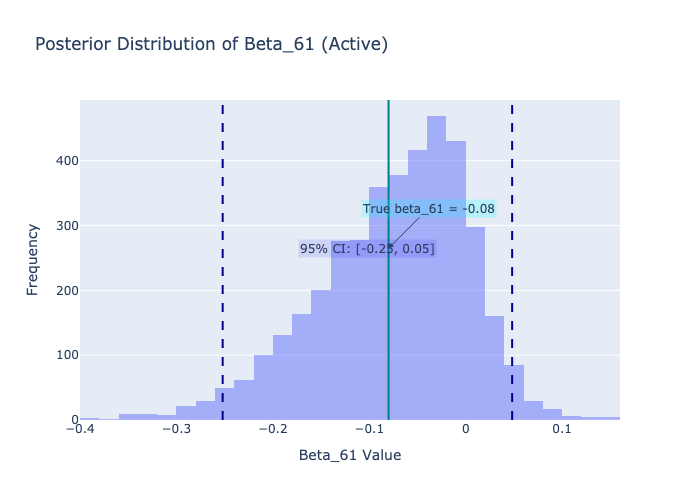 Posterior Distribution of Beta_61 (Active)
400
True beta_61 = -0.08
300
95% CI: [-0.25, 0.05]
Frequency
200
100
0
−0.4 −0.3 −0.2 −0.1 0 0.1
Beta_61 Value